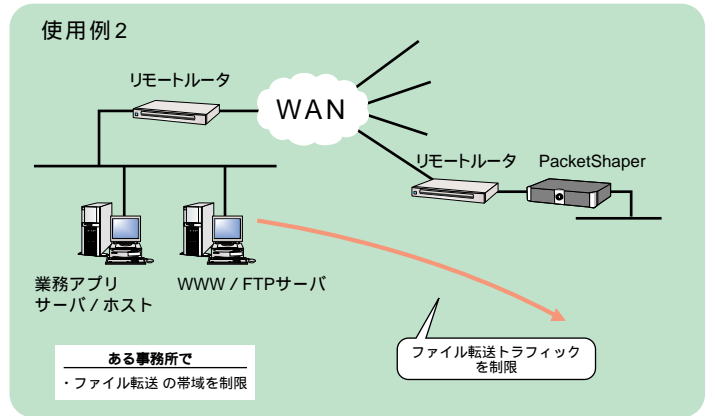 使用例2
リモートルータ
WAN
リモートルータ
PacketShaper
業務アプリ
サーバ / ホスト
WWW / FTPサーバ
ファイル転送トラフィック
を制限
ある事務所で
・ファイル転送 の帯域を制限